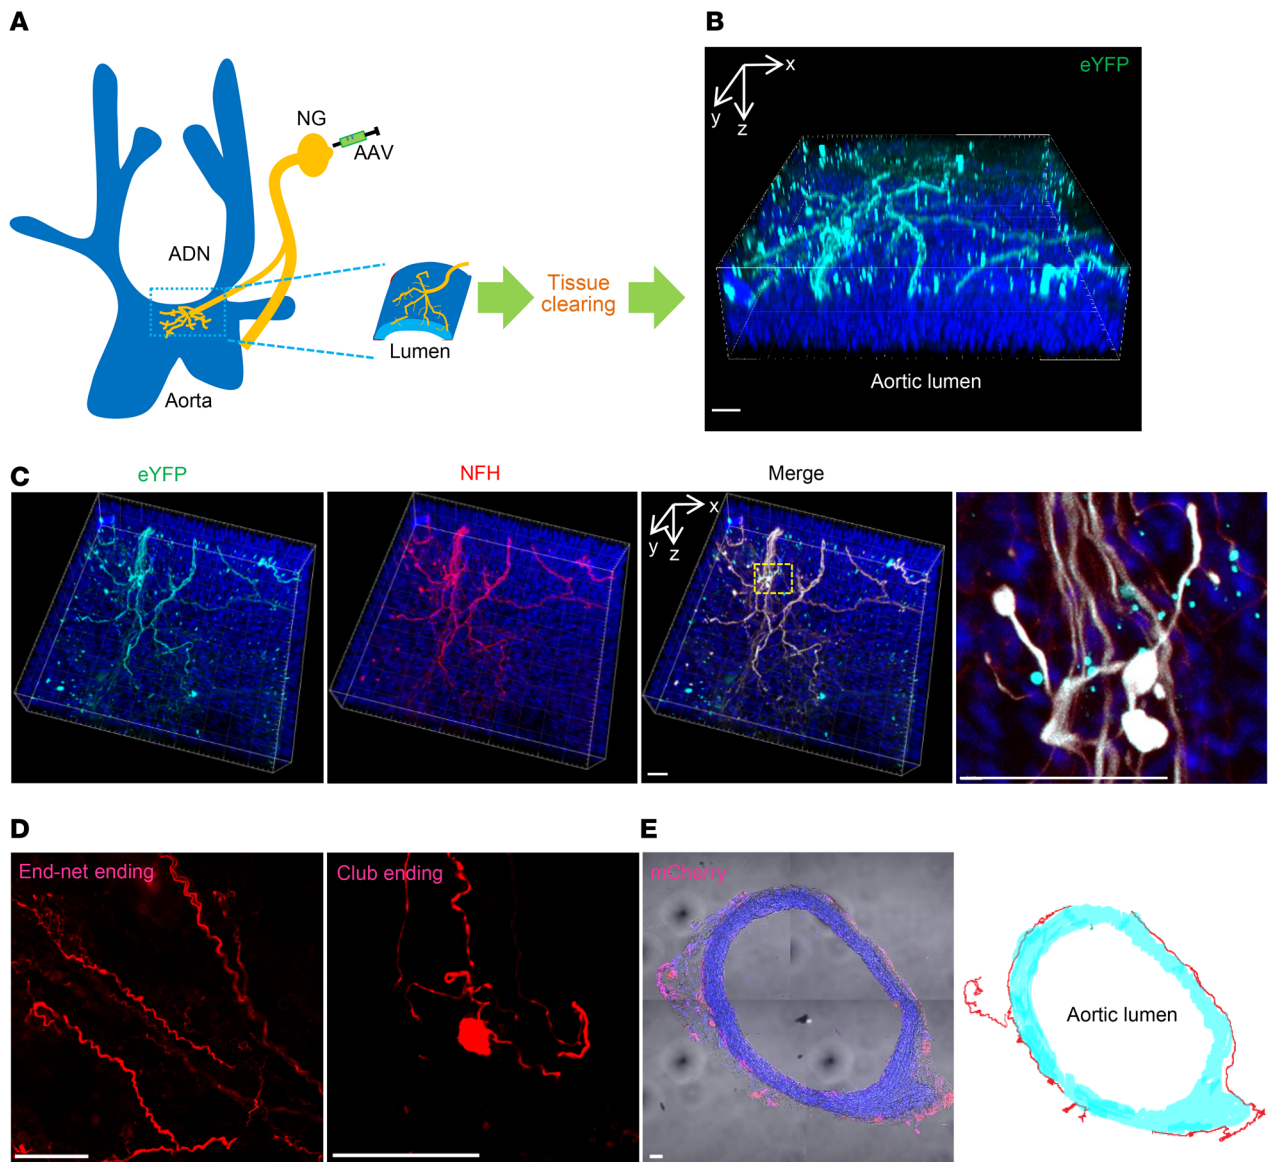 A
NG
AAV
ADN
Tissue
clearing
Lumen
Aorta
B
eYFP
x
y
z
Aortic lumen
C
eYFP
NFH
Merge
x
y
z
D
End-net ending
Club ending
E
mCherry
Aortic lumen